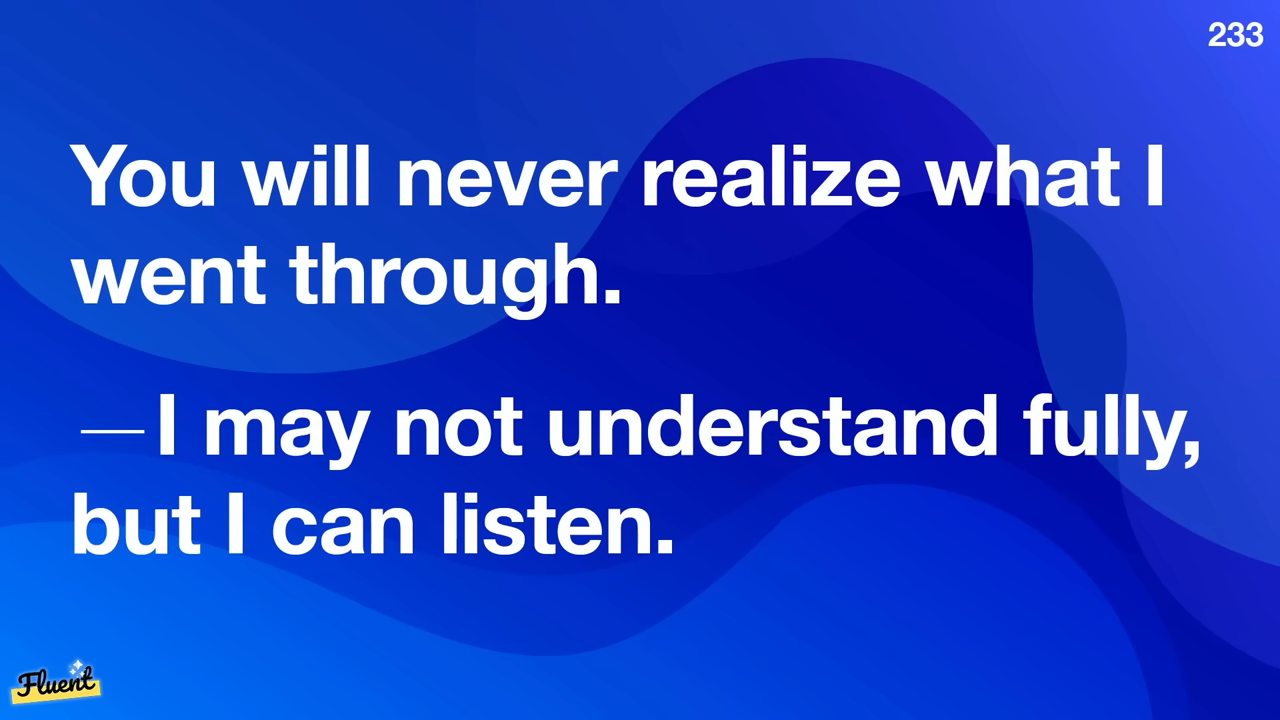 233
You will never realize what I
went through.
—I may not understand fully,
but I can listen.
Fluent